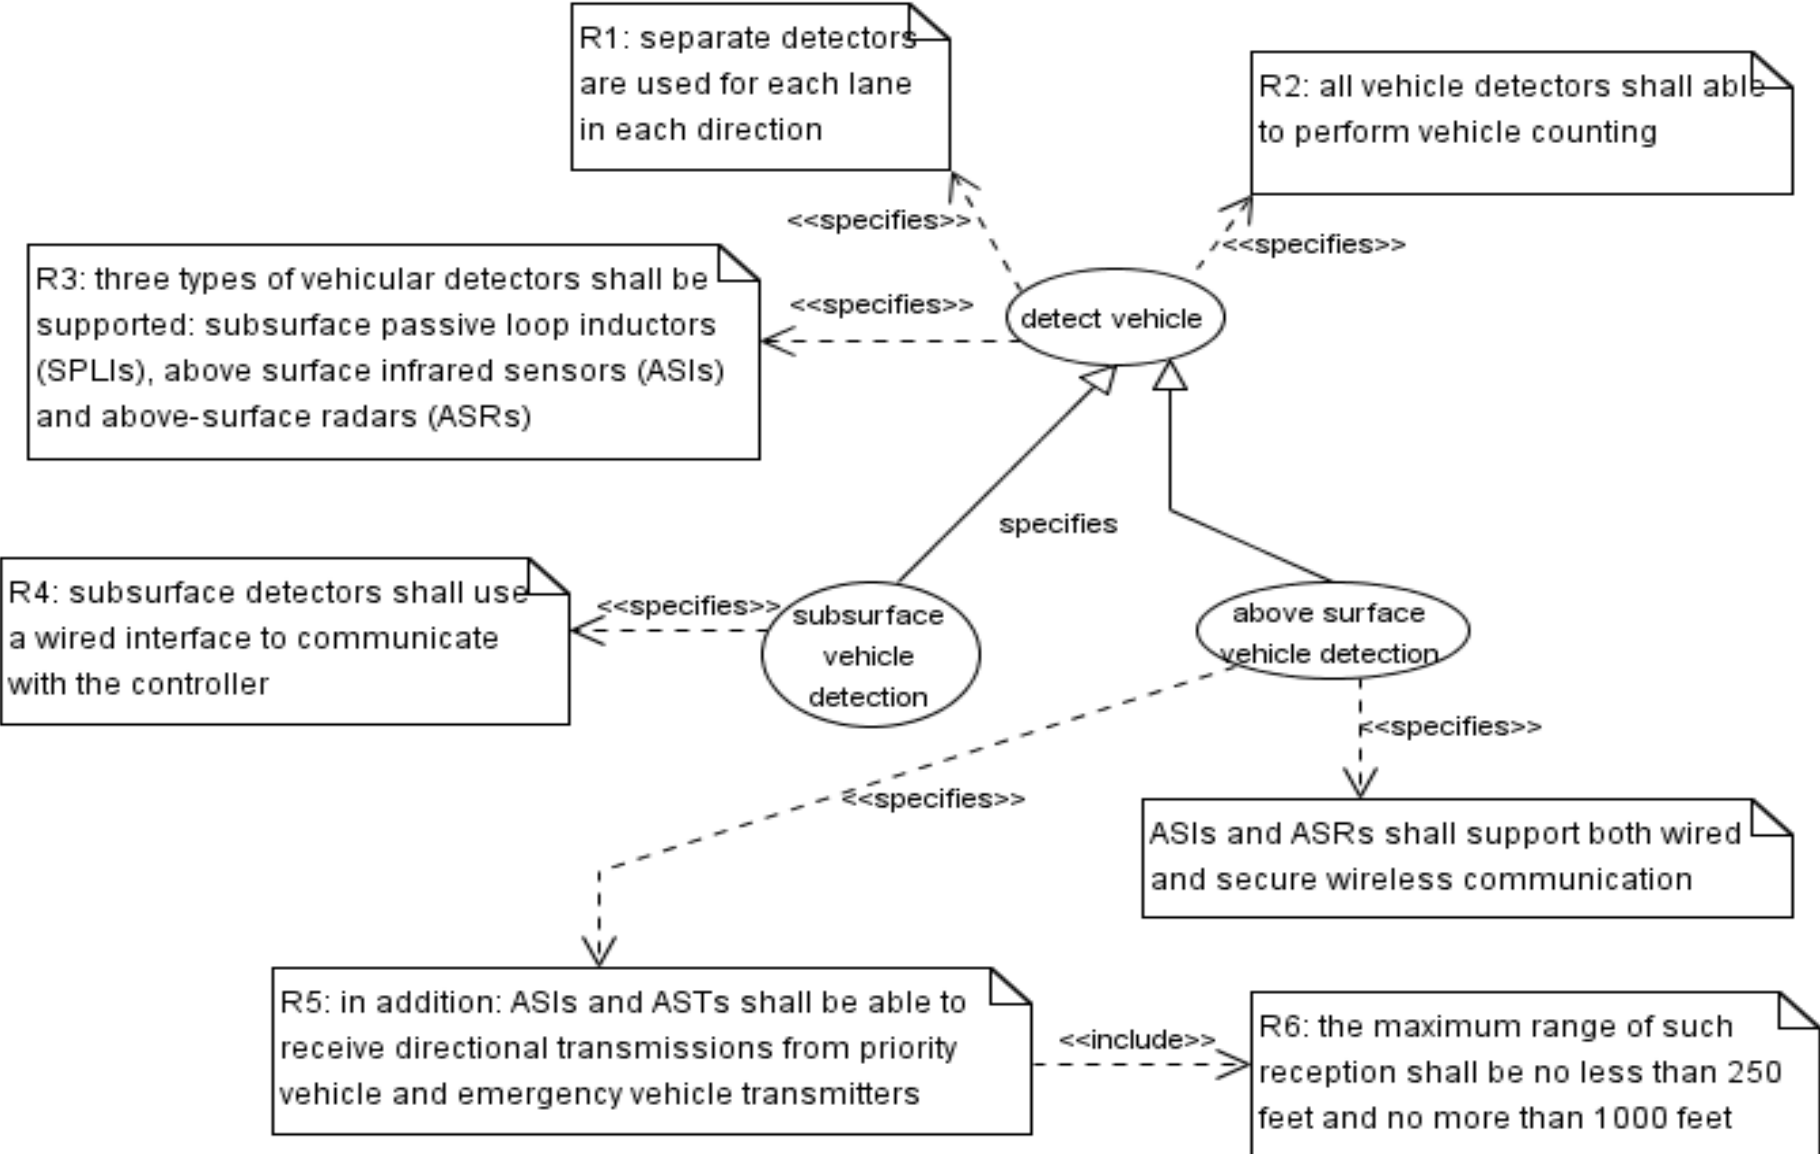 R1: separate detectors
are used for each lane
in each direction
R2: all vehicle detectors shall able
to perform vehicle counting
<<specifies>>
<<specifies>>
R3: three types of vehicular detectors shall be
supported: subsurface passive loop inductors
(SPLIs), above surface infrared sensors (ASIs)
and above-surface radars (ASRs)
<<specifies>>
detect vehicle
specifies
R4: subsurface detectors shall use
a wired interface to communicate
with the controller
<<specifies>>
subsurface
vehicle
detection
above surface
vehicle detection
<<specifies>>
<<specifies>>
ASIs and ASRs shall support both wired
and secure wireless communication
R5: in addition: ASIs and ASTs shall be able to
receive directional transmissions from priority
vehicle and emergency vehicle transmitters
<<include>>
R6: the maximum range of such
reception shall be no less than 250
feet and no more than 1000 feet